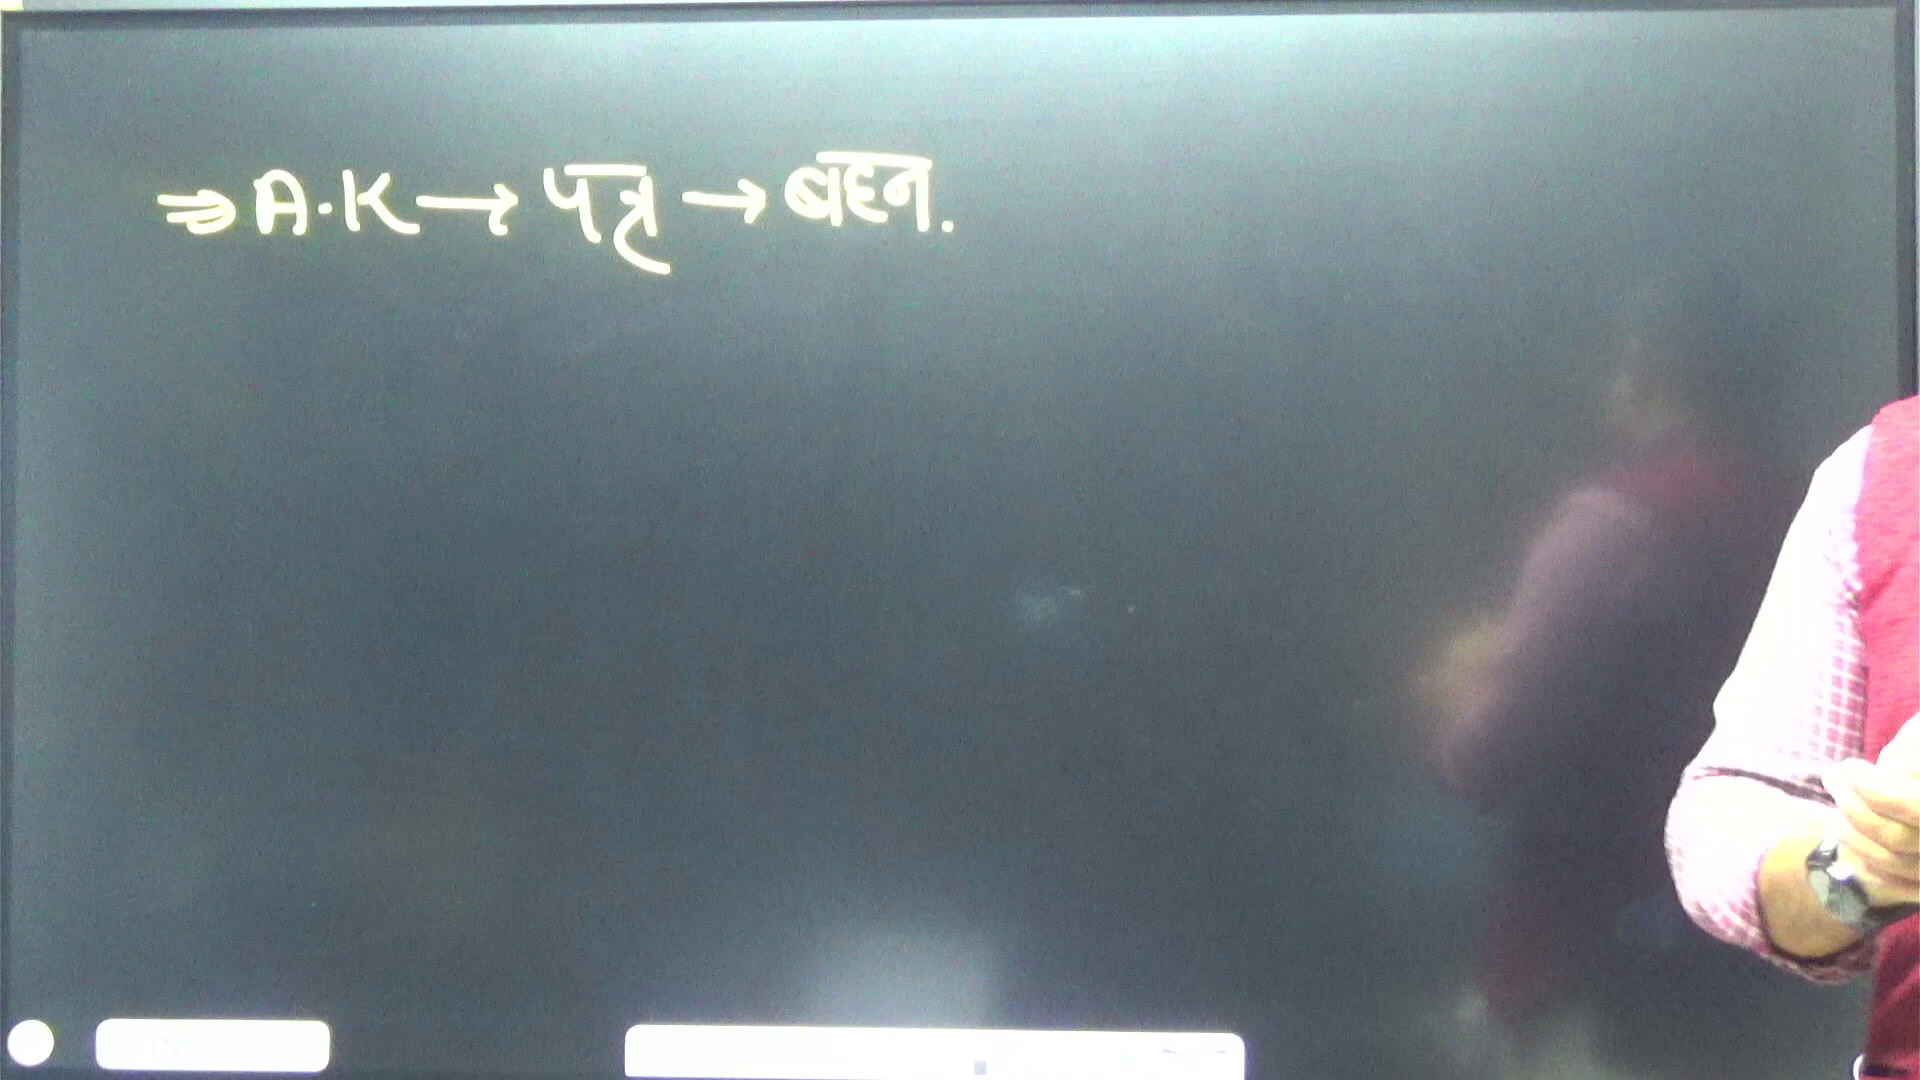 ⇒ A.K → पत्र → बहन.